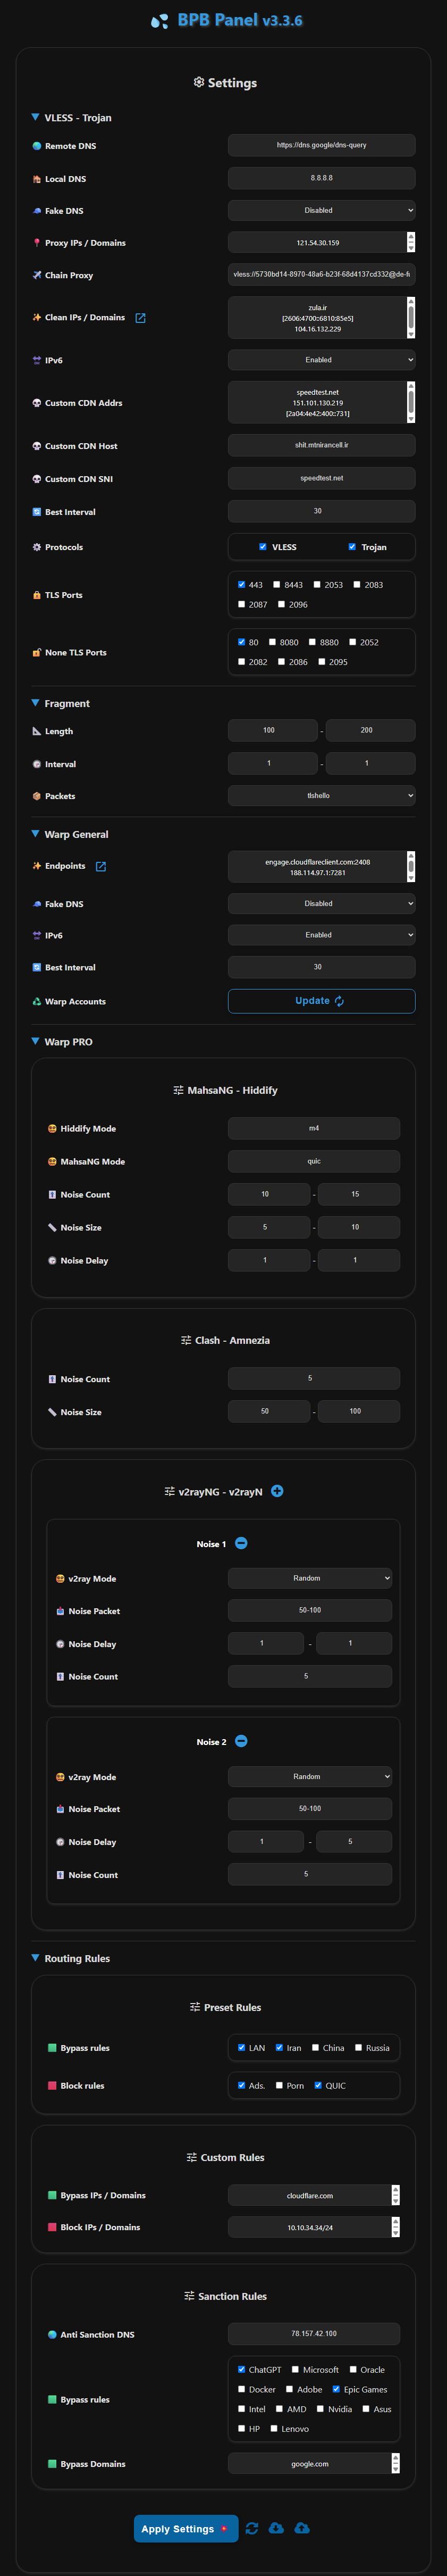 BPB Panel v3.3.6
Settings
VLESS - Trojan
Remote DNS https://dns.google/dns-query
Local DNS 8.8.8.8
Fake DNS Disabled
Proxy IPs / Domains 121.54.30.159
Chain Proxy vless://5730bd14-8970-48a6-b23f-68d4137cd332@de-fr
Clean IPs / Domains zula.ir
[2606:4700::6810:85e5]
104.16.132.229
IPv6 Enabled
Custom CDN Addrs speedtest.net
151.101.130.219
[2a04:4e42:400::731]
Custom CDN Host shit.mtnirancell.ir
Custom CDN SNI speedtest.net
Best Interval 30
Protocols VLESS Trojan
TLS Ports 443 8443 2053 2083
2087 2096
None TLS Ports 80 8080 8880 2052
2082 2086 2095
Fragment
Length 100 - 200
Interval 1 - 1
Packets tlshello
Warp General
Endpoints engage.cloudflareclient.com:2408
188.114.97.1:7281
Fake DNS Disabled
IPv6 Enabled
Best Interval 30
Warp Accounts Update
Warp PRO
MahsaNG - Hiddify
Hiddify Mode m4
MahsaNG Mode quic
Noise Count 10 - 15
Noise Size 5 - 10
Noise Delay 1 - 1
Clash - Amnezia
Noise Count 5
Noise Size 50 - 100
v2rayNG - v2rayN
Noise 1
v2ray Mode Random
Noise Packet 50-100
Noise Delay 1 - 1
Noise Count 5
Noise 2
v2ray Mode Random
Noise Packet 50-100
Noise Delay 1 - 5
Noise Count 5
Routing Rules
Preset Rules
Bypass rules LAN Iran China Russia
Block rules Ads. Porn QUIC
Custom Rules
Bypass IPs / Domains cloudflare.com
Block IPs / Domains 10.10.34.34/24
Sanction Rules
Anti Sanction DNS 78.157.42.100
Bypass rules ChatGPT Microsoft Oracle
Docker Adobe Epic Games
Intel AMD Nvidia Asus
HP Lenovo
Bypass Domains google.com
Apply Settings